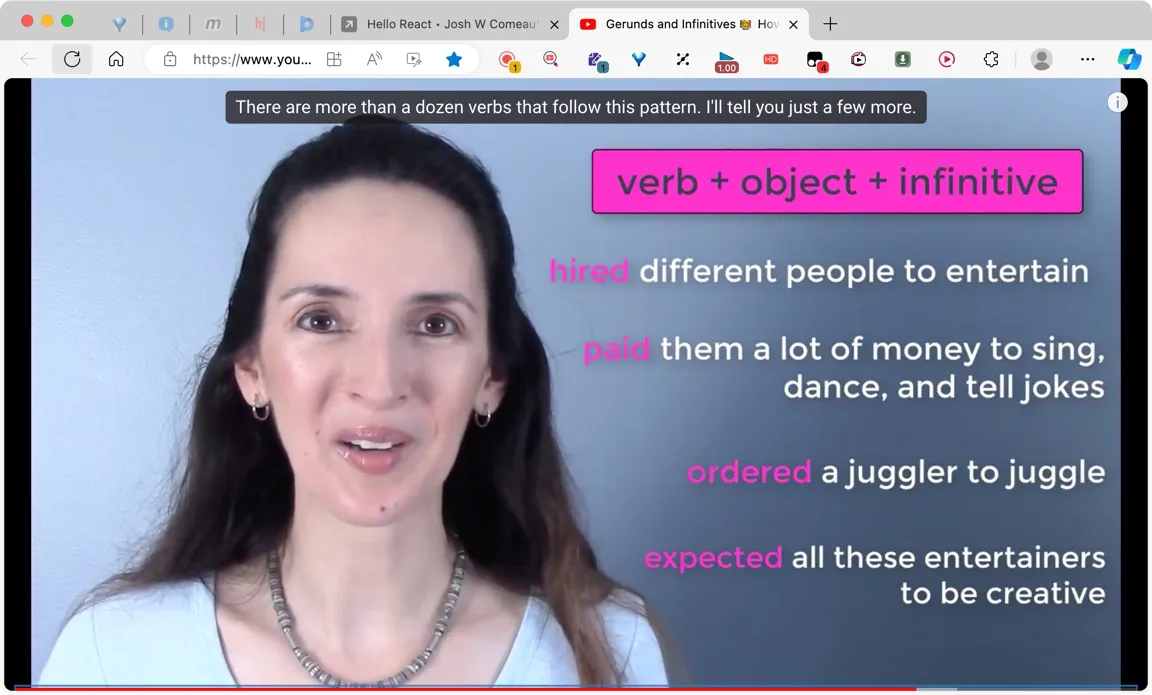 Hello React • Josh W Comeau
Gerunds and Infinitives 🦁 How
https://www.you...
1
1
1.00
HD
4
There are more than a dozen verbs that follow this pattern. I'll tell you just a few more.
verb + object + infinitive
hired different people to entertain
paid them a lot of money to sing,
dance, and tell jokes
ordered a juggler to juggle
expected all these entertainers
to be creative